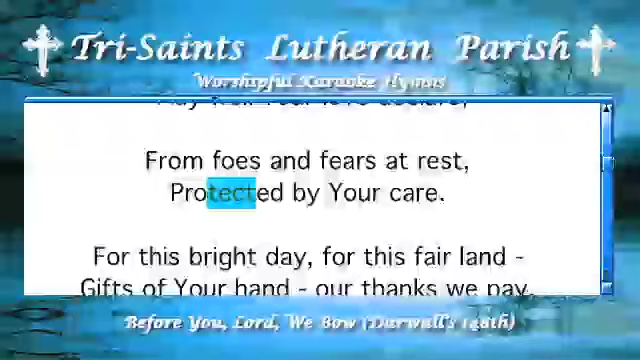 Tri-Saints Lutheran Parish
Worshipful Karaoke Hymns
From foes and fears at rest,
Protected by Your care.
For this bright day, for this fair land -
Gifts of Your hand - our thanks we pay.
Before You, Lord, We Bow (Darwall's 148th)